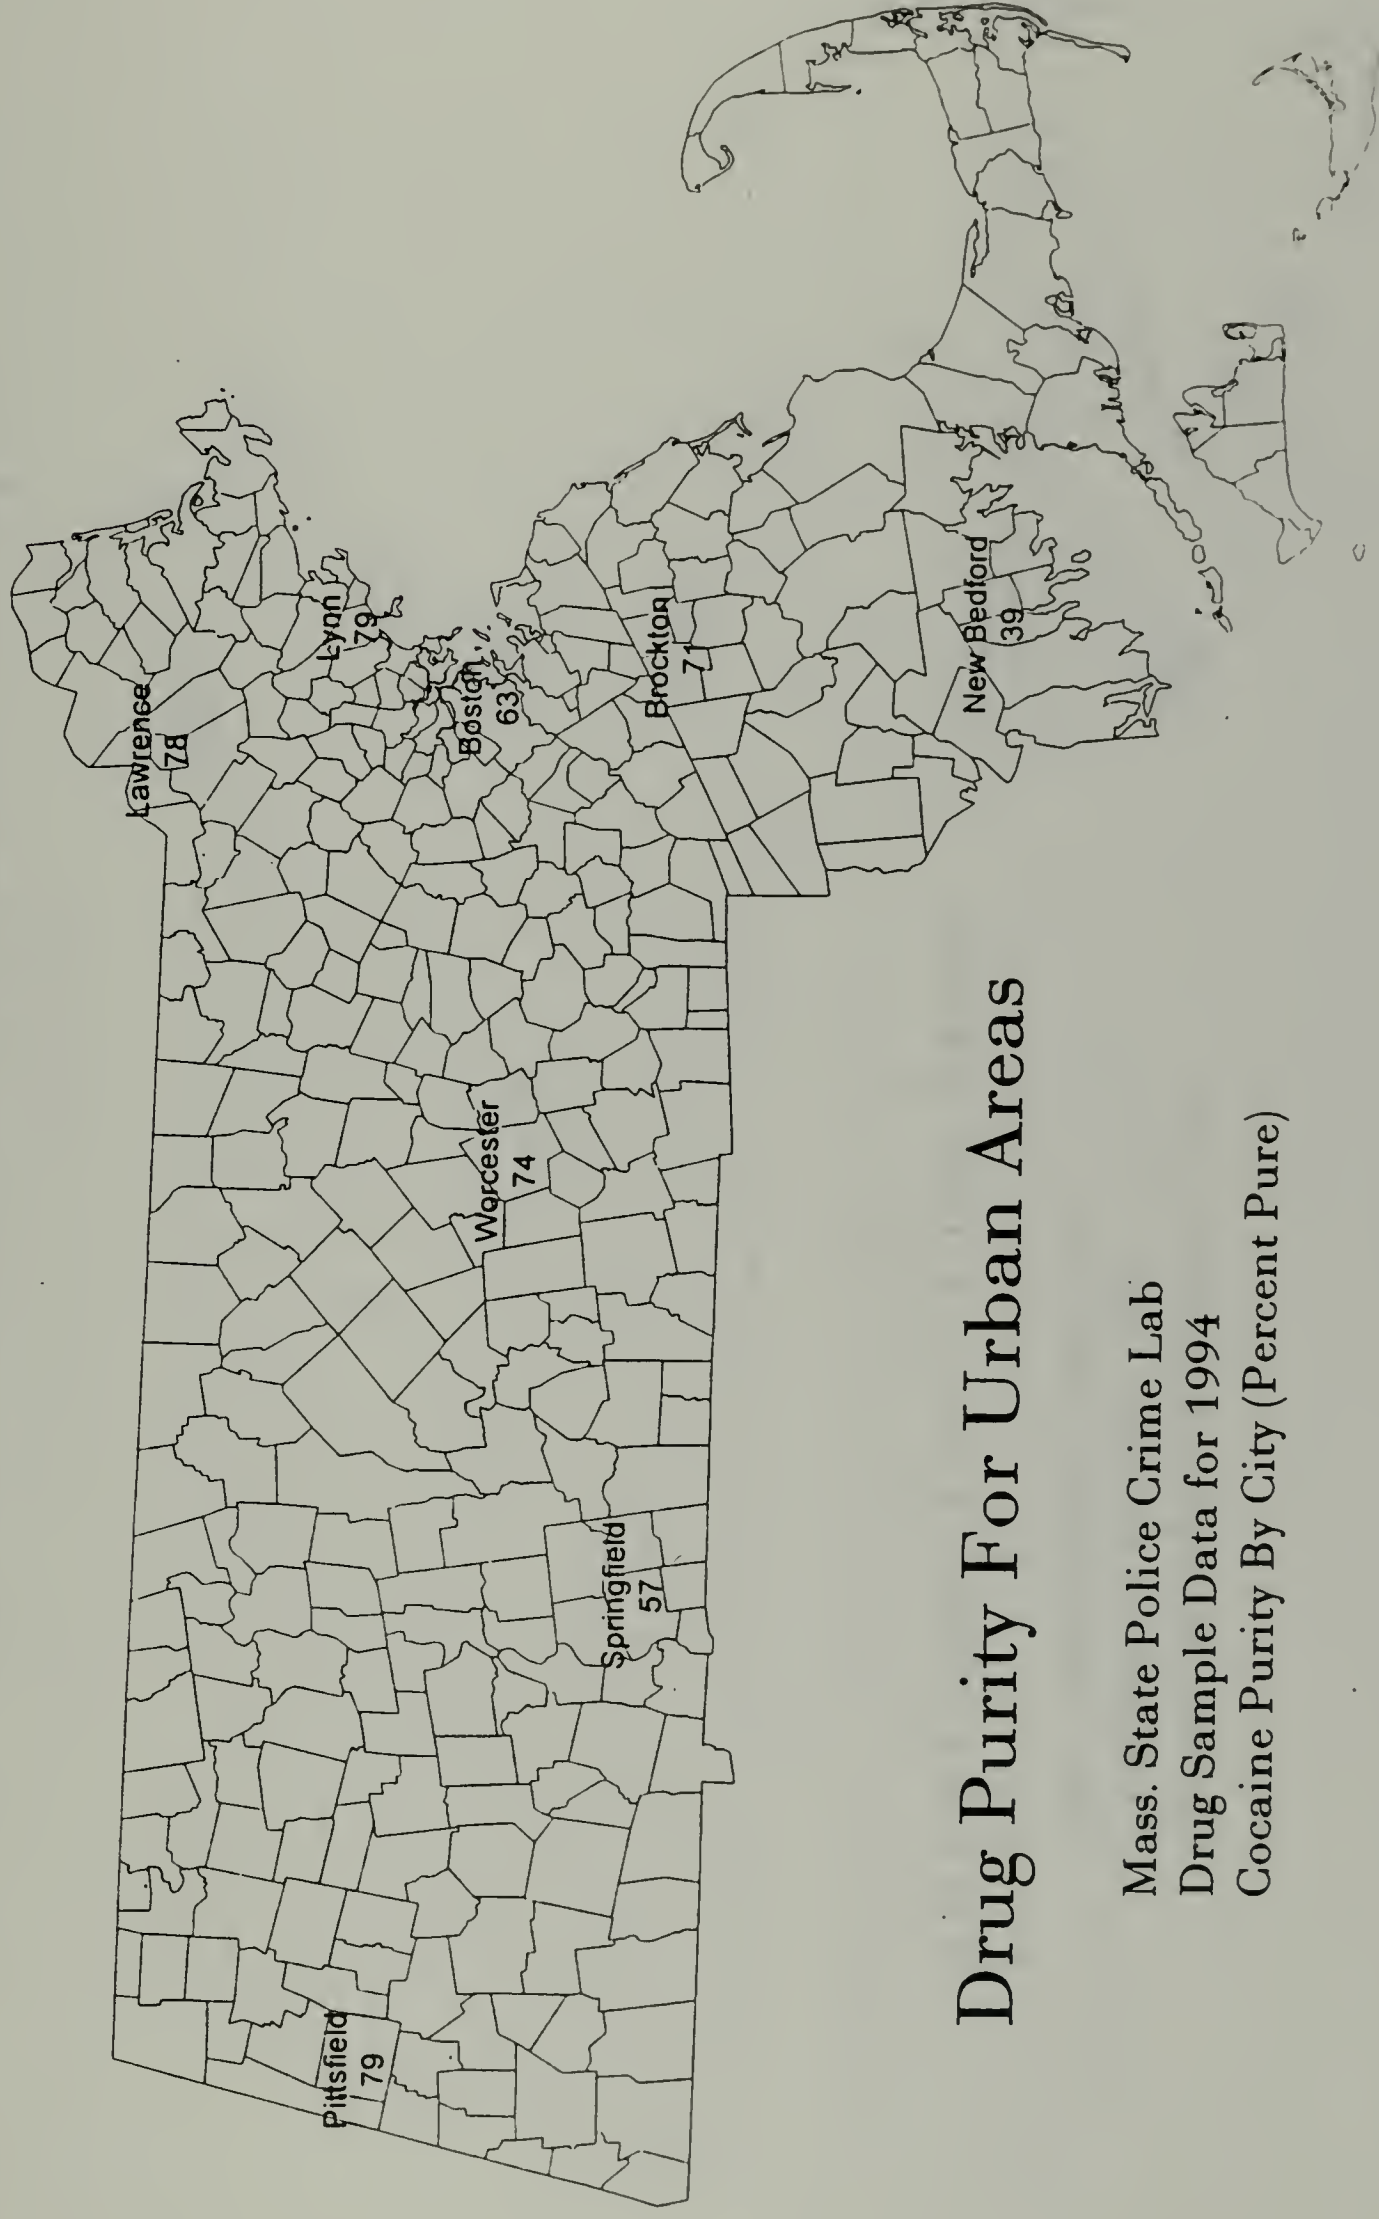 Lawrence
78
Lynn
79
Boston
63
Pittsfield
79
Worcester
74
Brockton
71
Springfield
57
New Bedford
39
Drug Purity For Urban Areas
Mass. State Police Crime Lab
Drug Sample Data for 1994
Cocaine Purity By City (Percent Pure)